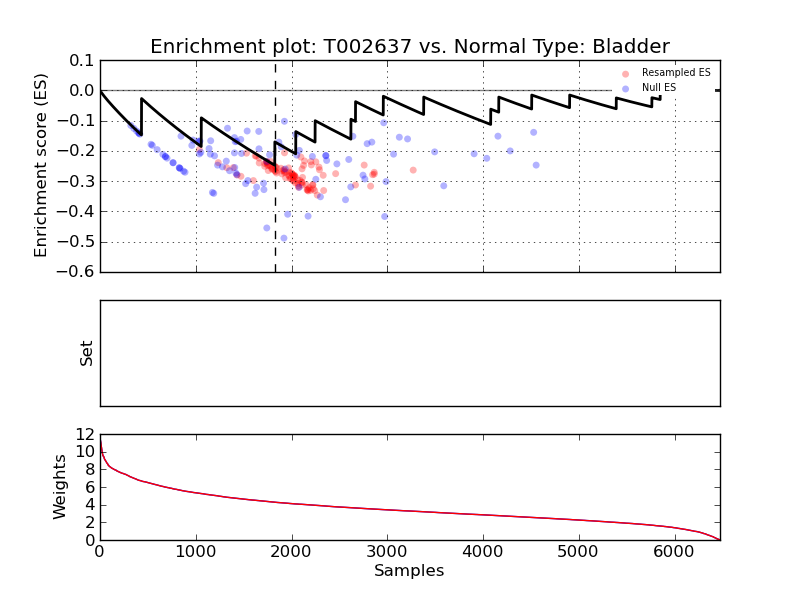 Enrichment plot: T002637 vs. Normal Type: Bladder
0.1
0.0
−0.1
−0.2
−0.3
−0.4
−0.5
−0.6
Enrichment score (ES)
Resampled ES
Null ES
Set
12
10
8
6
4
2
0
Weights
0 1000 2000 3000 4000 5000 6000
Samples